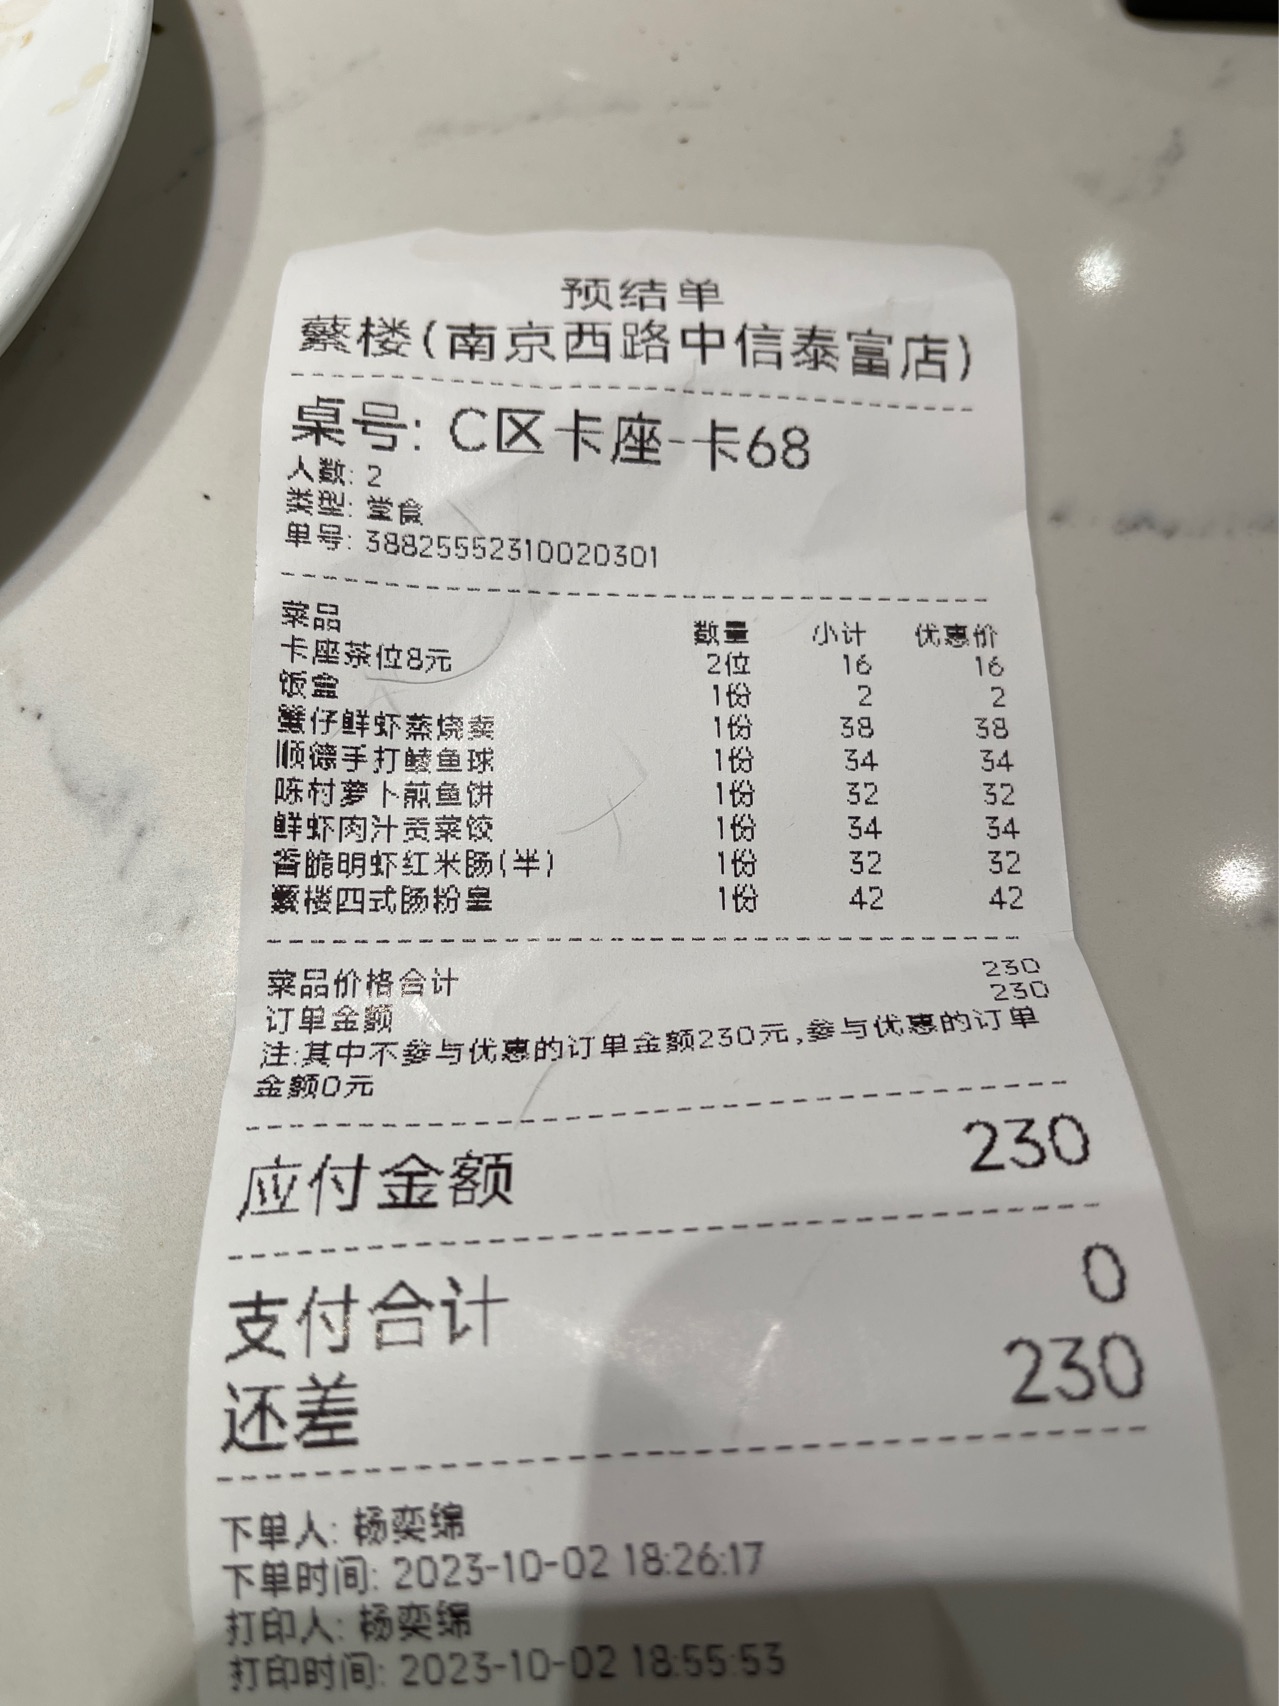 预结单
蘩楼(南京西路中信泰富店)
桌号: C区卡座-卡68
人数: 2
类型: 堂食
单号: 38825552310020301
菜品 数量 小计 优惠价
卡座茶位8元 2位 16 16
饭盒 1份 2 2
蟹仔鲜虾蒸烧卖 1份 38 38
顺德手打鲮鱼球 1份 34 34
陈村萝卜煎鱼饼 1份 32 32
鲜虾肉汁贡菜饺 1份 34 34
香脆明虾红米肠(半) 1份 32 32
蘩楼四式肠粉皇 1份 42 42
菜品价格合计 230
订单金额 230
注:其中不参与优惠的订单金额230元,参与优惠的订单
金额0元
应付金额 230
支付合计 0
还差 230
下单人: 杨奕绵
下单时间: 2023-10-02 18:26:17
打印人: 杨奕绵
打印时间: 2023-10-02 18:55:53